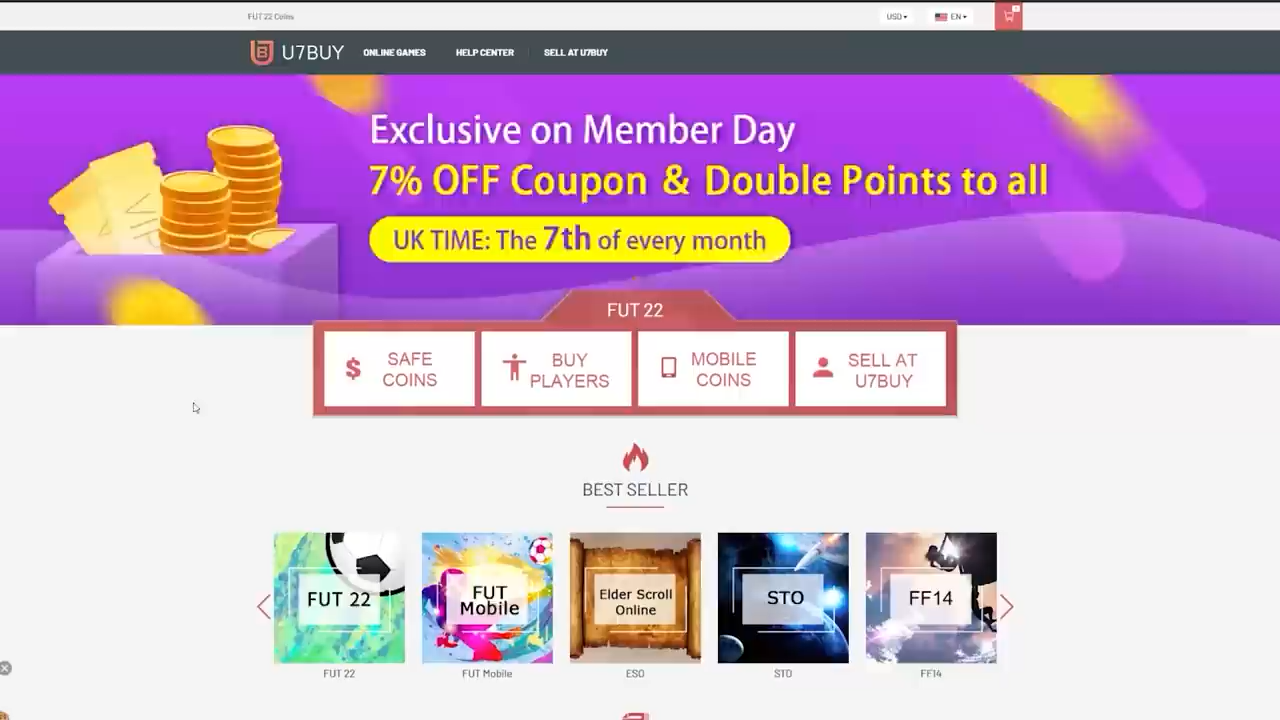 FUT 22 Coins
USD
EN
U7BUY
ONLINE GAMES
HELP CENTER
SELL AT U7BUY
Exclusive on Member Day
7% OFF Coupon & Double Points to all
UK TIME: The 7th of every month
FUT 22
SAFE
COINS
BUY
PLAYERS
MOBILE
COINS
SELL AT
U7BUY
BEST SELLER
FUT 22
FUT
Mobile
Elder Scroll
Online
STO
FF14
FUT 22
FUT Mobile
ESO
STO
FF14